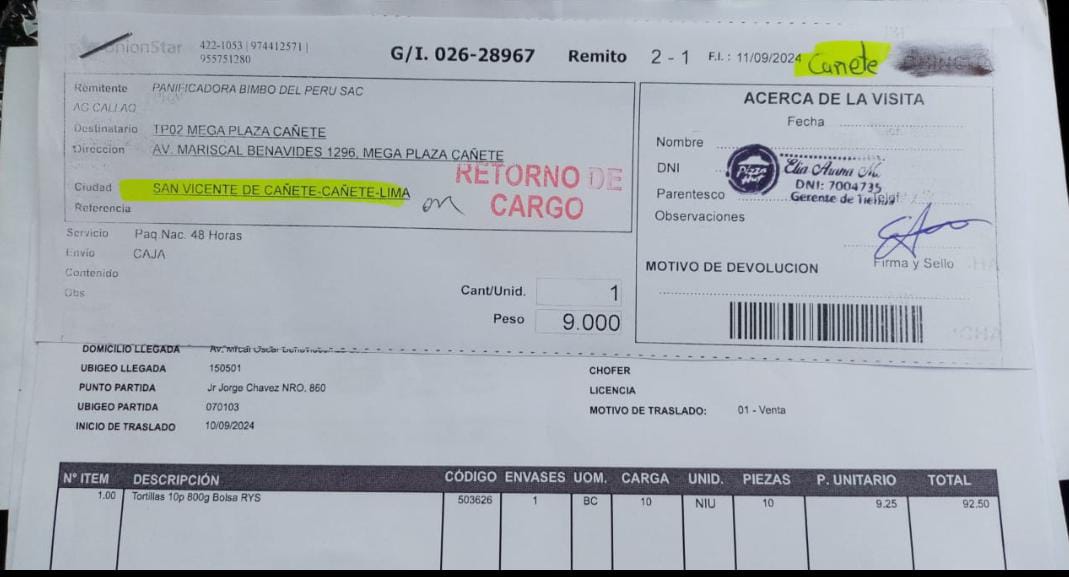 UnionStar 422-1053 | 974412571 |
955751280
G/I. 026-28967 Remito 2 - 1 F.I.: 11/09/2024 Cañete
Remitente PANIFICADORA BIMBO DEL PERU SAC
AG CALLAO
Destinatario TP02 MEGA PLAZA CAÑETE
Dirección AV. MARISCAL BENAVIDES 1296, MEGA PLAZA CAÑETE
Ciudad SAN VICENTE DE CAÑETE-CAÑETE-LIMA
Referencia
RETORNO DE
CARGO
Servicio Paq Nac. 48 Horas
Envio CAJA
Contenido
Obs
Cant/Unid. 1
Peso 9.000
ACERCA DE LA VISITA
Fecha
Nombre
DNI
Parentesco
Observaciones
Pizza
Hut
DNI: 7004735
Gerente de
Firma y Sello
MOTIVO DE DEVOLUCION
DOMICILIO LLEGADA
UBIGEO LLEGADA 150501
PUNTO PARTIDA Jr Jorge Chavez NRO. 860
UBIGEO PARTIDA 070103
INICIO DE TRASLADO 10/09/2024
CHOFER
LICENCIA
MOTIVO DE TRASLADO: 01 - Venta
N° ITEM DESCRIPCIÓN CÓDIGO ENVASES UOM. CARGA UNID. PIEZAS P. UNITARIO TOTAL
1.00 Tortillas 10p 800g Bolsa RYS 503626 1 BC 10 NIU 10 9.25 92.50